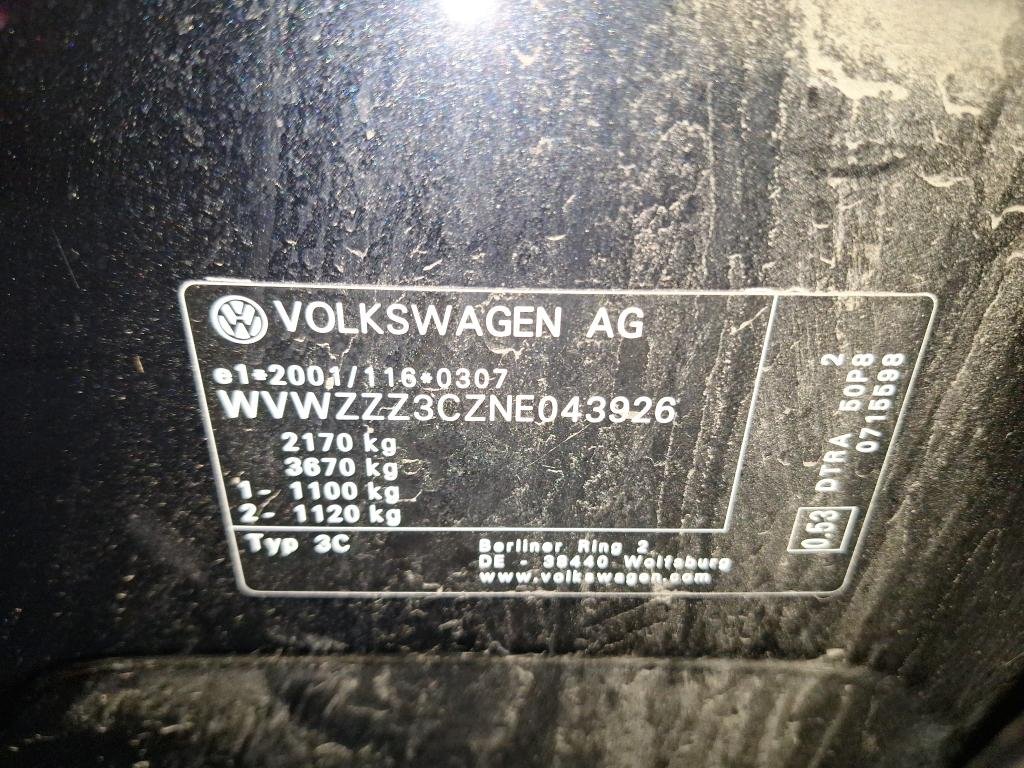 VOLKSWAGEN AG
e1*2001/116*0307
WVWZZZ3CZNE043926
2170 kg
3670 kg
1- 1100 kg
2- 1120 kg
Typ 3C
Berliner Ring 2
DE - 38440 Wolfsburg
www.volkswagen.com
0.53 DTRA 50P8 2
0715598